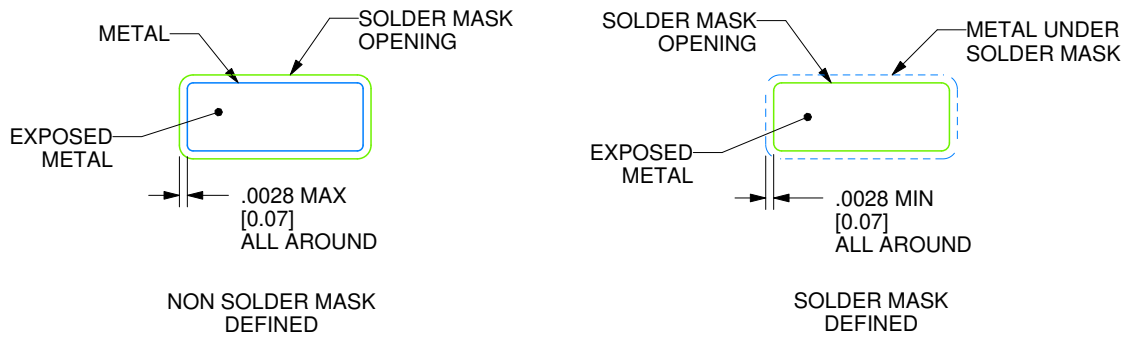 METAL
SOLDER MASK
OPENING
EXPOSED
METAL
.0028 MAX
[0.07]
ALL AROUND
NON SOLDER MASK
DEFINED
SOLDER MASK
OPENING
METAL UNDER
SOLDER MASK
EXPOSED
METAL
.0028 MIN
[0.07]
ALL AROUND
SOLDER MASK
DEFINED